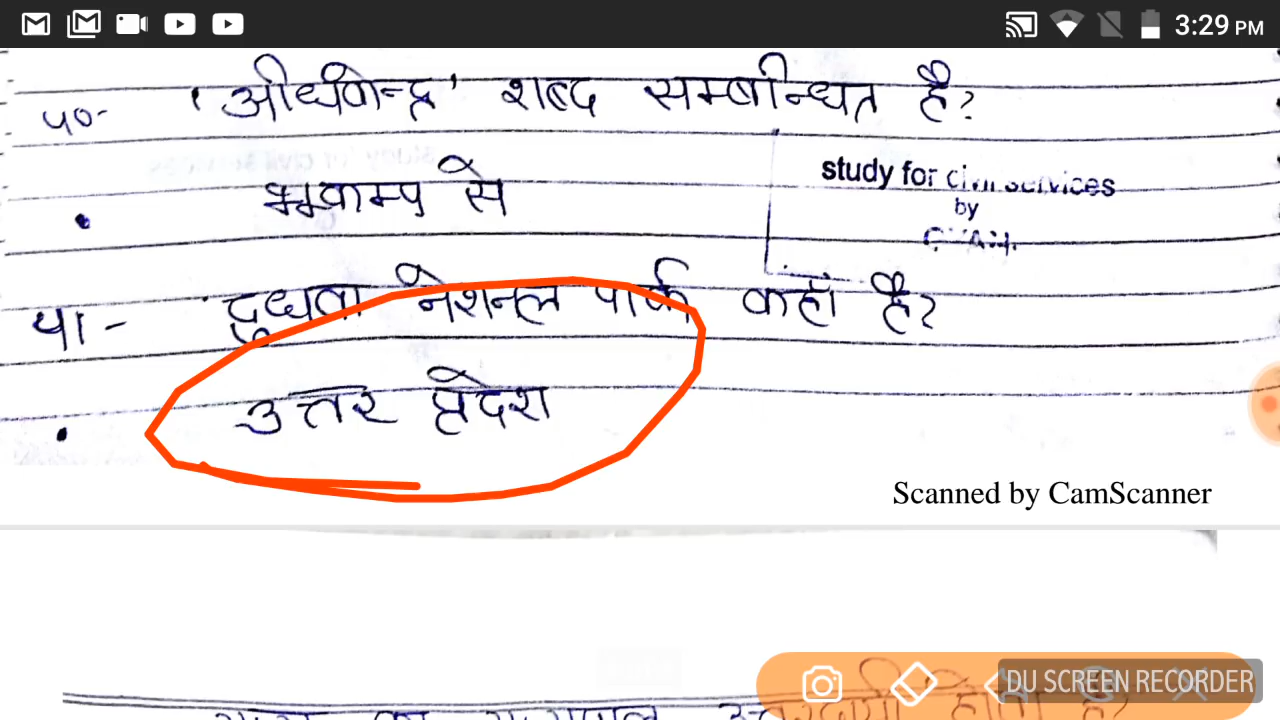 3:29 PM
५०- 'अधिकेन्द्र' शब्द सम्बन्धित है?
भूकम्प से
study for civil services
by
५१- दुधवा नेशनल पार्क कहाँ है?
उत्तर प्रदेश
Scanned by CamScanner
DU SCREEN RECORDER